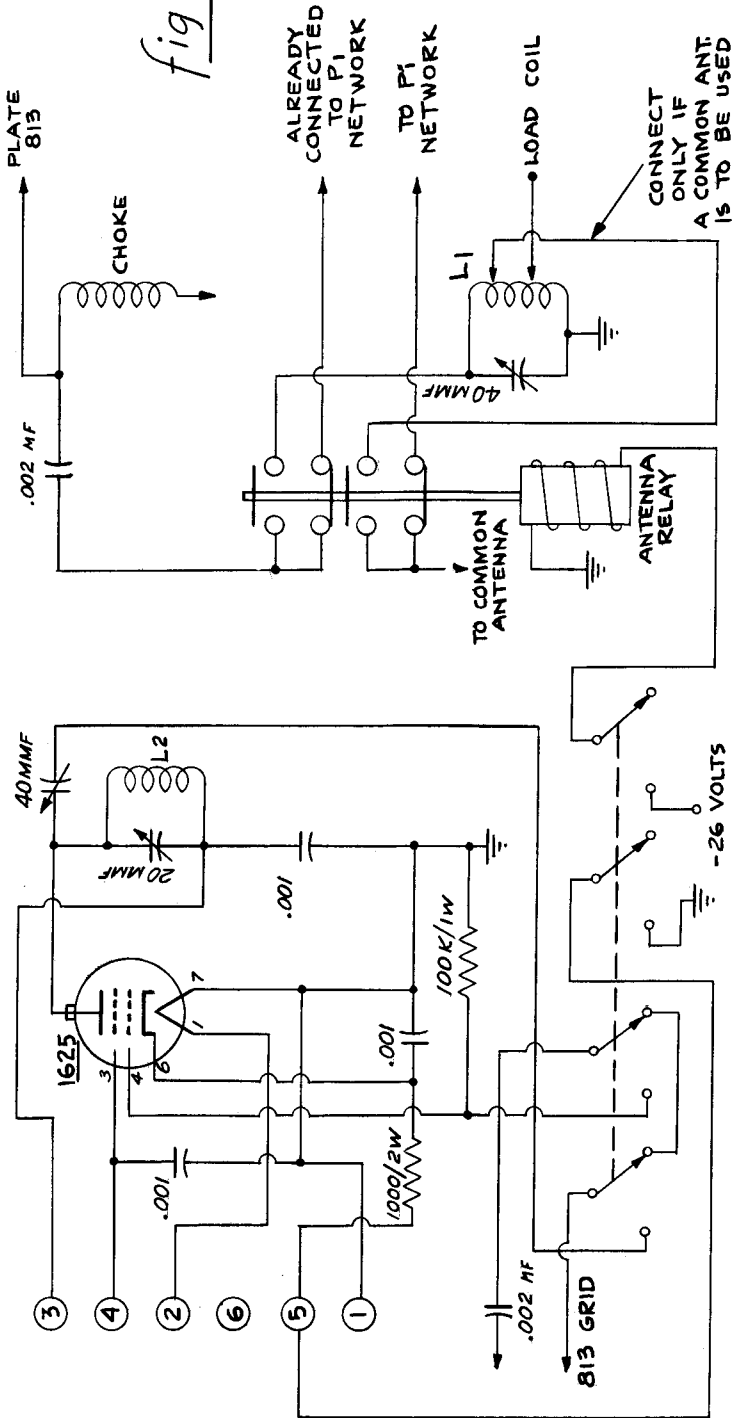 fig
PLATE
813
CHOKE
.002 MF
ALREADY
CONNECTED
TO PI
NETWORK
TO PI
NETWORK
LOAD COIL
L1
40 MMF
CONNECT
ONLY IF
A COMMON ANT.
IS TO BE USED
TO COMMON
ANTENNA
ANTENNA
RELAY
40MMF
L2
20 MMF
.001
1625
3
4
6
1
7
100K/1W
.001
.001
1000/2W
3
4
2
6
5
1
.002 MF
813 GRID
-26 VOLTS